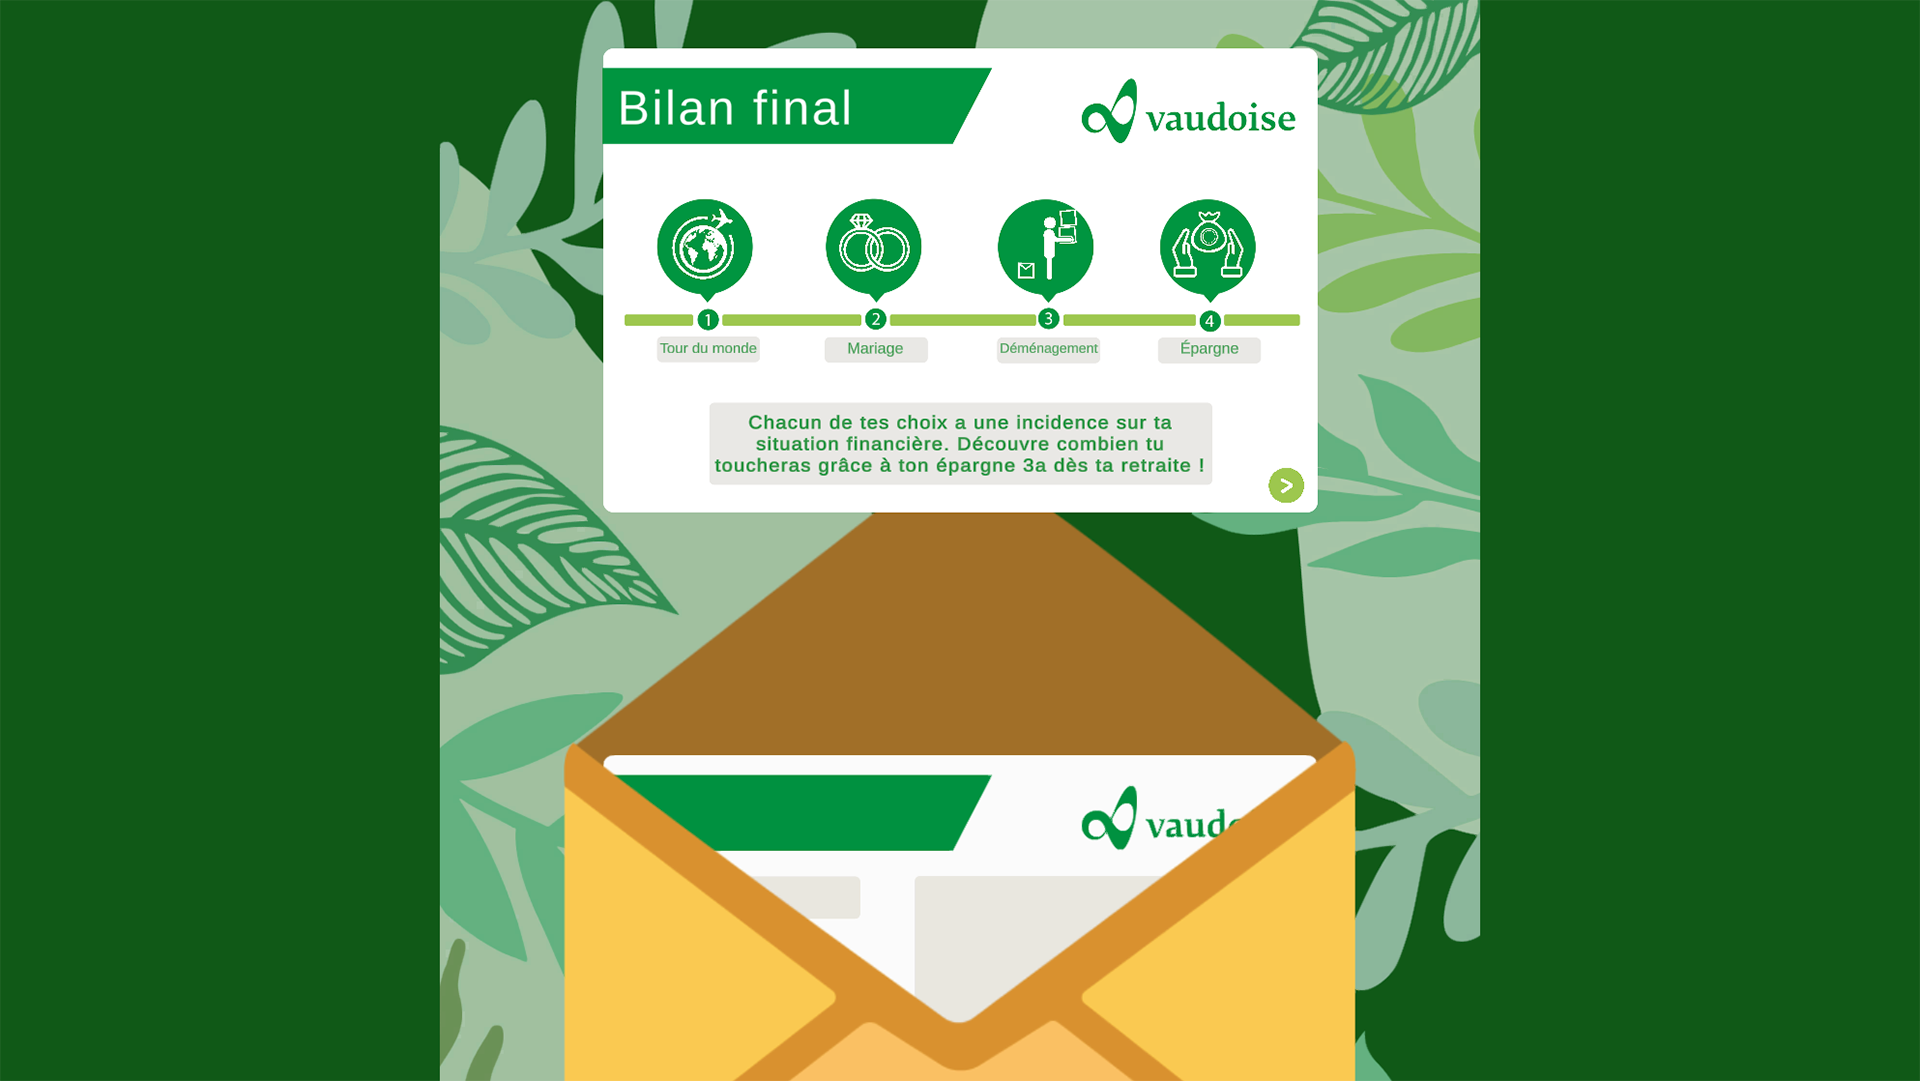 Bilan final
vaudoise
1 2 3 4
Tour du monde Mariage Déménagement Épargne
Chacun de tes choix a une incidence sur ta
situation financière. Découvre combien tu
toucheras grâce à ton épargne 3a dès ta retraite !
>
vaudo